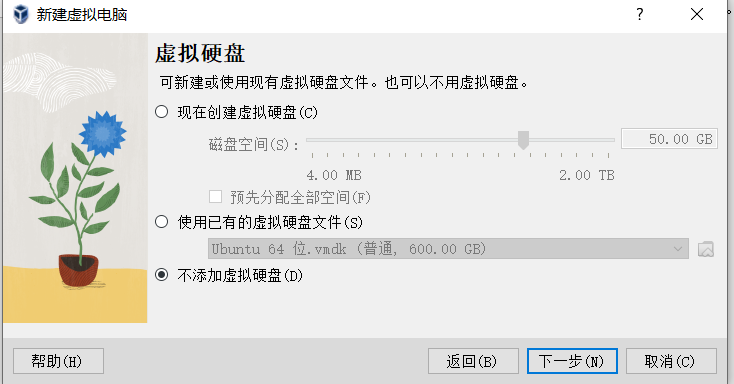 新建虚拟电脑
?
虚拟硬盘
可新建或使用现有虚拟硬盘文件。也可以不用虚拟硬盘。
现在创建虚拟硬盘(C)
磁盘空间(S): 50.00 GB
4.00 MB 2.00 TB
预先分配全部空间(F)
使用已有的虚拟硬盘文件(S)
Ubuntu 64 位.vmdk (普通, 600.00 GB)
不添加虚拟硬盘(D)
帮助(H) 返回(B) 下一步(N) 取消(C)